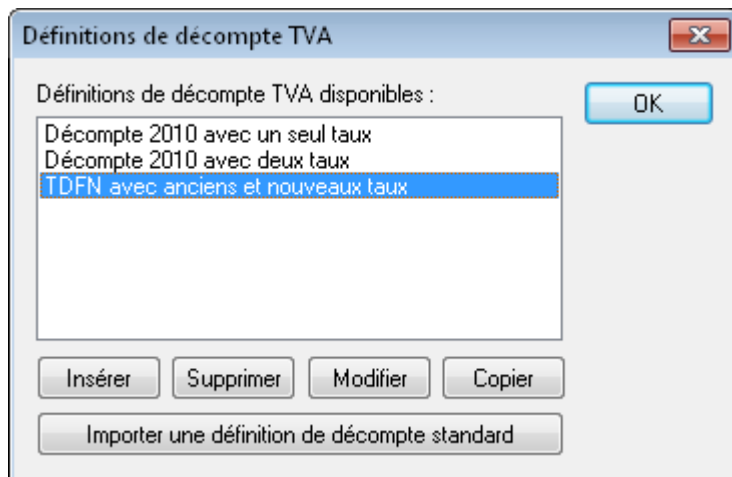 Définitions de décompte TVA
Définitions de décompte TVA disponibles :
OK
Décompte 2010 avec un seul taux
Décompte 2010 avec deux taux
TDFN avec anciens et nouveaux taux
Insérer Supprimer Modifier Copier
Importer une définition de décompte standard